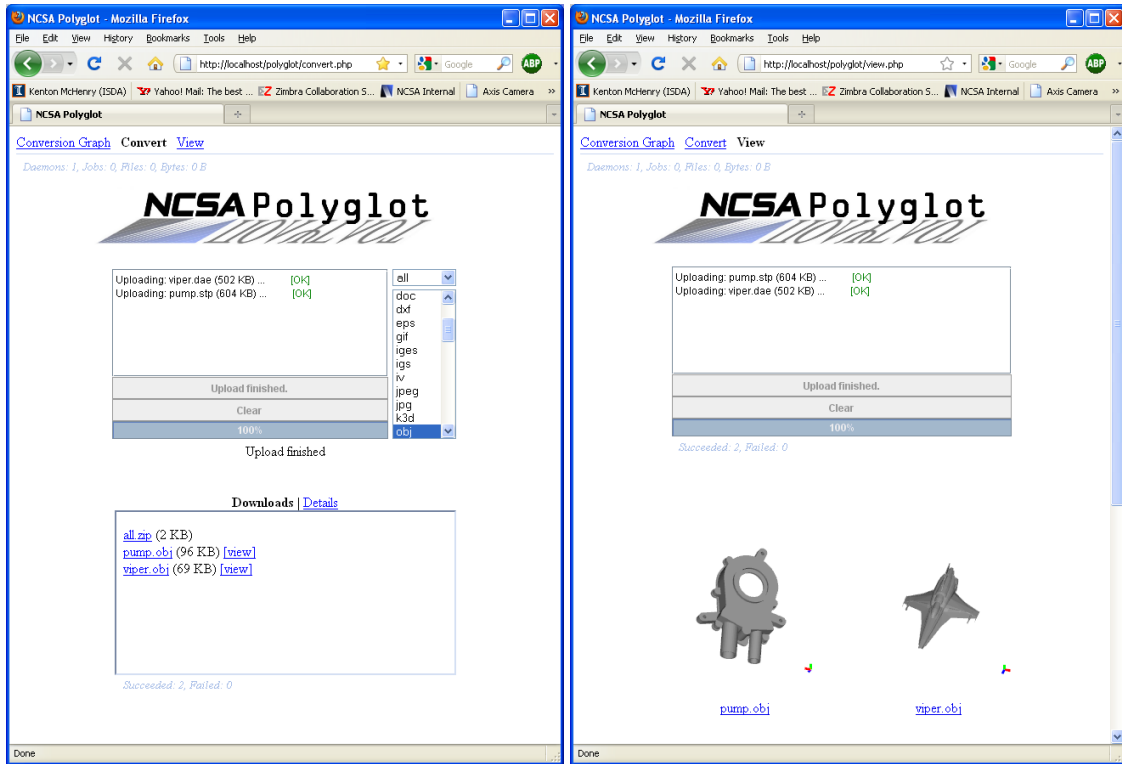 NCSA Polyglot - Mozilla Firefox
File Edit View History Bookmarks Tools Help
http://localhost/polyglot/convert.php Google ABP
Kenton McHenry (ISDA) Yahoo! Mail: The best ... Zimbra Collaboration S... NCSA Internal Axis Camera »
NCSA Polyglot
Conversion Graph Convert View
Daemons: 1, Jobs: 0, Files: 0, Bytes: 0 B
NCSA Polyglot
Uploading: viper.dae (502 KB) ... [OK]
Uploading: pump.stp (604 KB) ... [OK]
all
doc
dxf
eps
gif
iges
igs
iv
jpeg
jpg
k3d
obj
Upload finished.
Clear
100%
Upload finished
Downloads | Details
all.zip (2 KB)
pump.obj (96 KB) [view]
viper.obj (69 KB) [view]
Succeeded: 2, Failed: 0
Done
NCSA Polyglot - Mozilla Firefox
File Edit View History Bookmarks Tools Help
http://localhost/polyglot/view.php Google ABP
Kenton McHenry (ISDA) Yahoo! Mail: The best ... Zimbra Collaboration S... NCSA Internal Axis Camera »
NCSA Polyglot
Conversion Graph Convert View
Daemons: 1, Jobs: 0, Files: 0, Bytes: 0 B
NCSA Polyglot
Uploading: pump.stp (604 KB) ... [OK]
Uploading: viper.dae (502 KB) ... [OK]
Upload finished.
Clear
100%
Succeeded: 2, Failed: 0
pump.obj viper.obj
Done